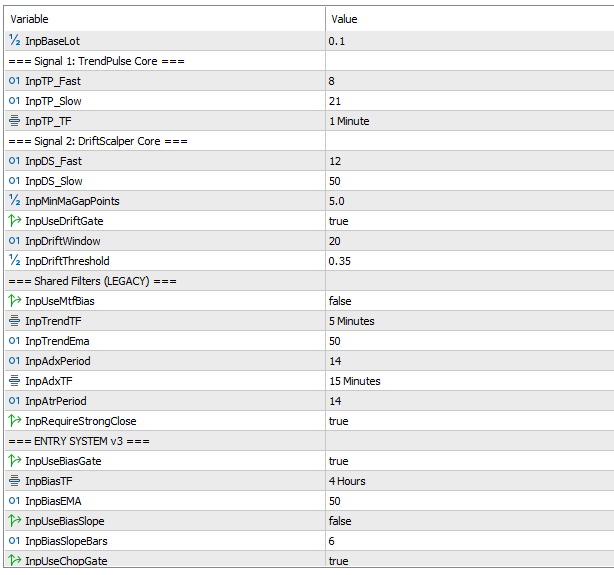 Variable Value
InpBaseLot 0.1
=== Signal 1: TrendPulse Core ===
InpTP_Fast 8
InpTP_Slow 21
InpTP_TF 1 Minute
=== Signal 2: DriftScalper Core ===
InpDS_Fast 12
InpDS_Slow 50
InpMinMaGapPoints 5.0
InpUseDriftGate true
InpDriftWindow 20
InpDriftThreshold 0.35
=== Shared Filters (LEGACY) ===
InpUseMtfBias false
InpTrendTF 5 Minutes
InpTrendEma 50
InpAdxPeriod 14
InpAdxTF 15 Minutes
InpAtrPeriod 14
InpRequireStrongClose true
=== ENTRY SYSTEM v3 ===
InpUseBiasGate true
InpBiasTF 4 Hours
InpBiasEMA 50
InpUseBiasSlope false
InpBiasSlopeBars 6
InpUseChopGate true